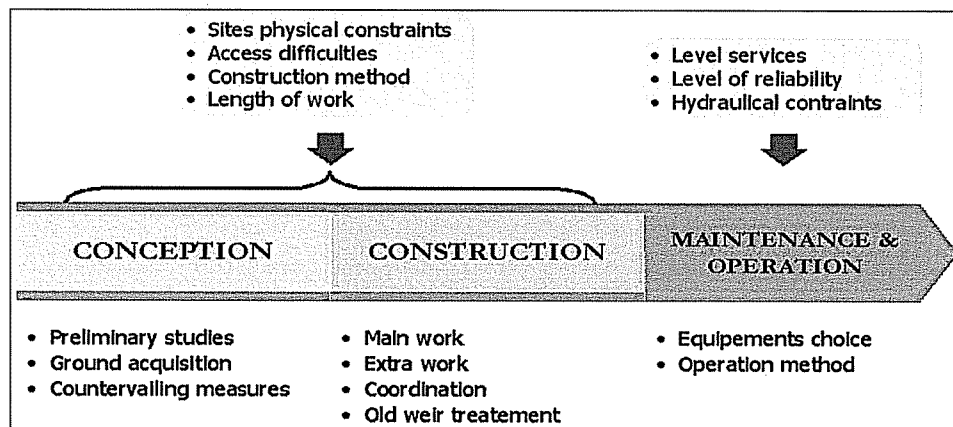 • Sites physical constraints
• Access difficulties
• Construction method
• Length of work
• Level services
• Level of reliability
• Hydraulical contraints
CONCEPTION
CONSTRUCTION
MAINTENANCE &
OPERATION
• Preliminary studies
• Ground acquisition
• Countervailing measures
• Main work
• Extra work
• Coordination
• Old weir treatement
• Equipements choice
• Operation method